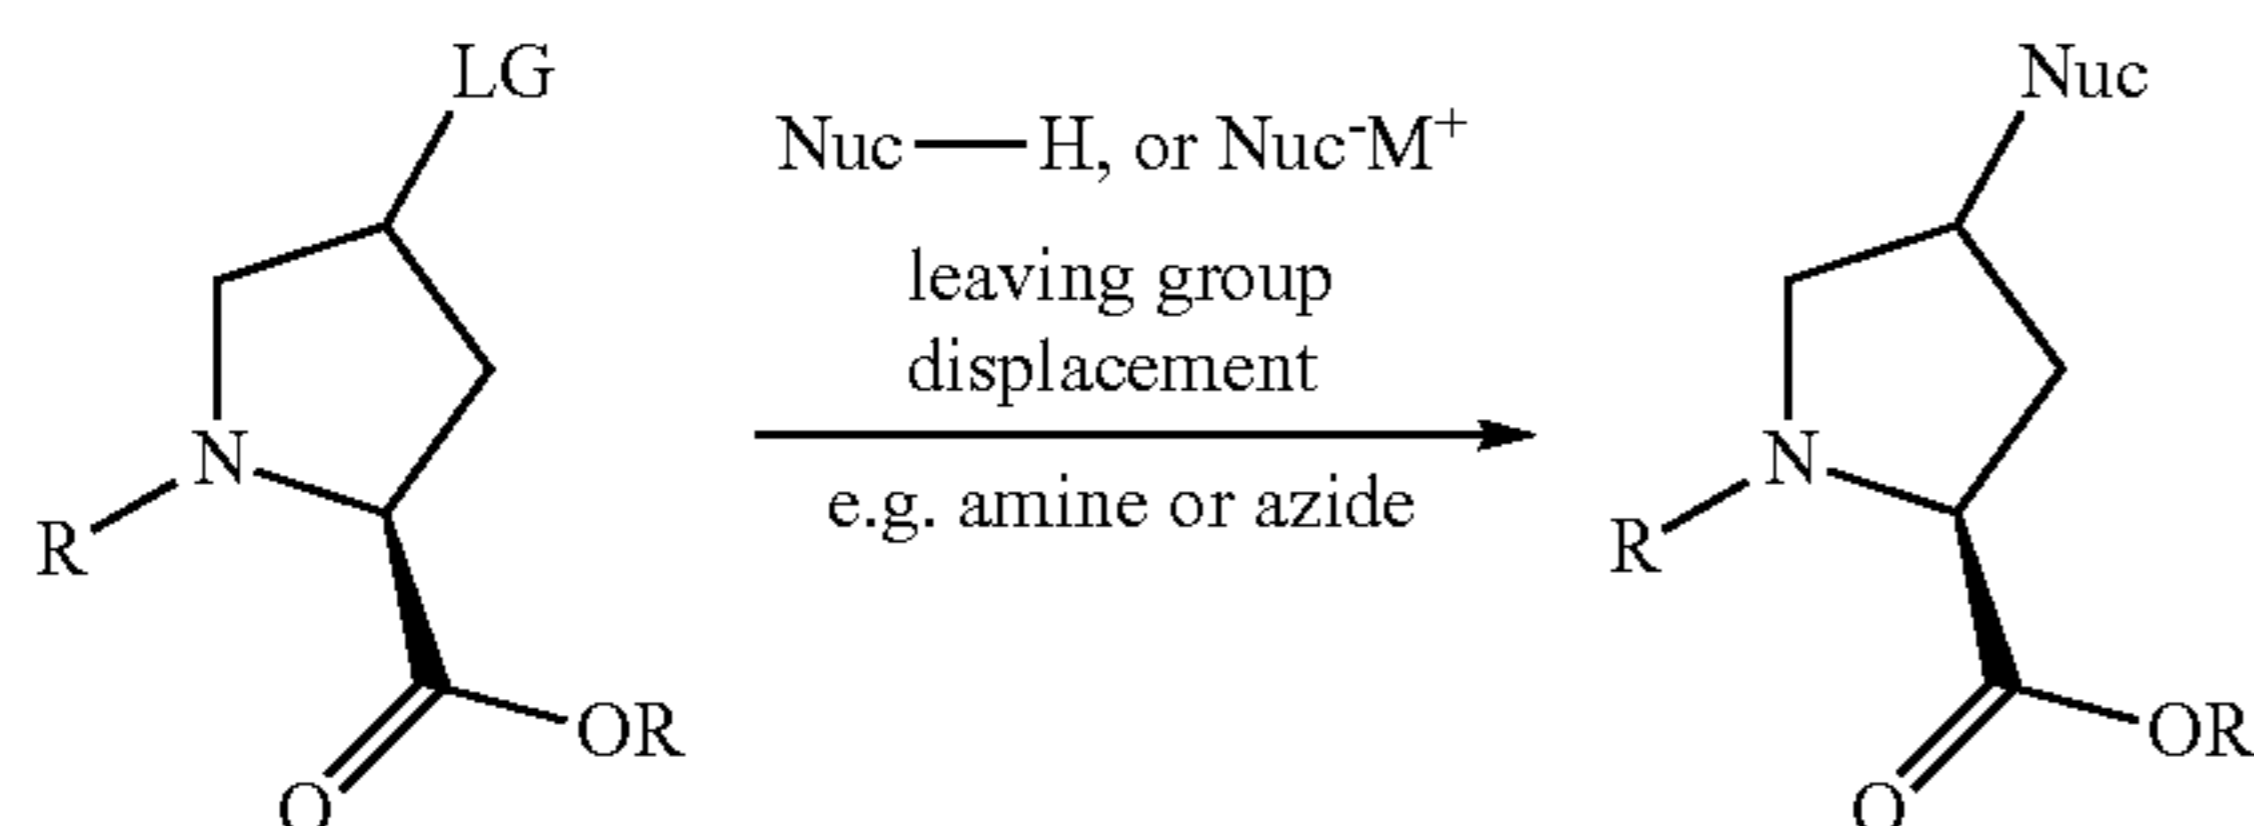 LG
Nuc
Nuc—H, or Nuc⁻M⁺
leaving group
displacement
e.g. amine or azide
N
N
R
R
OR
OR
O
O